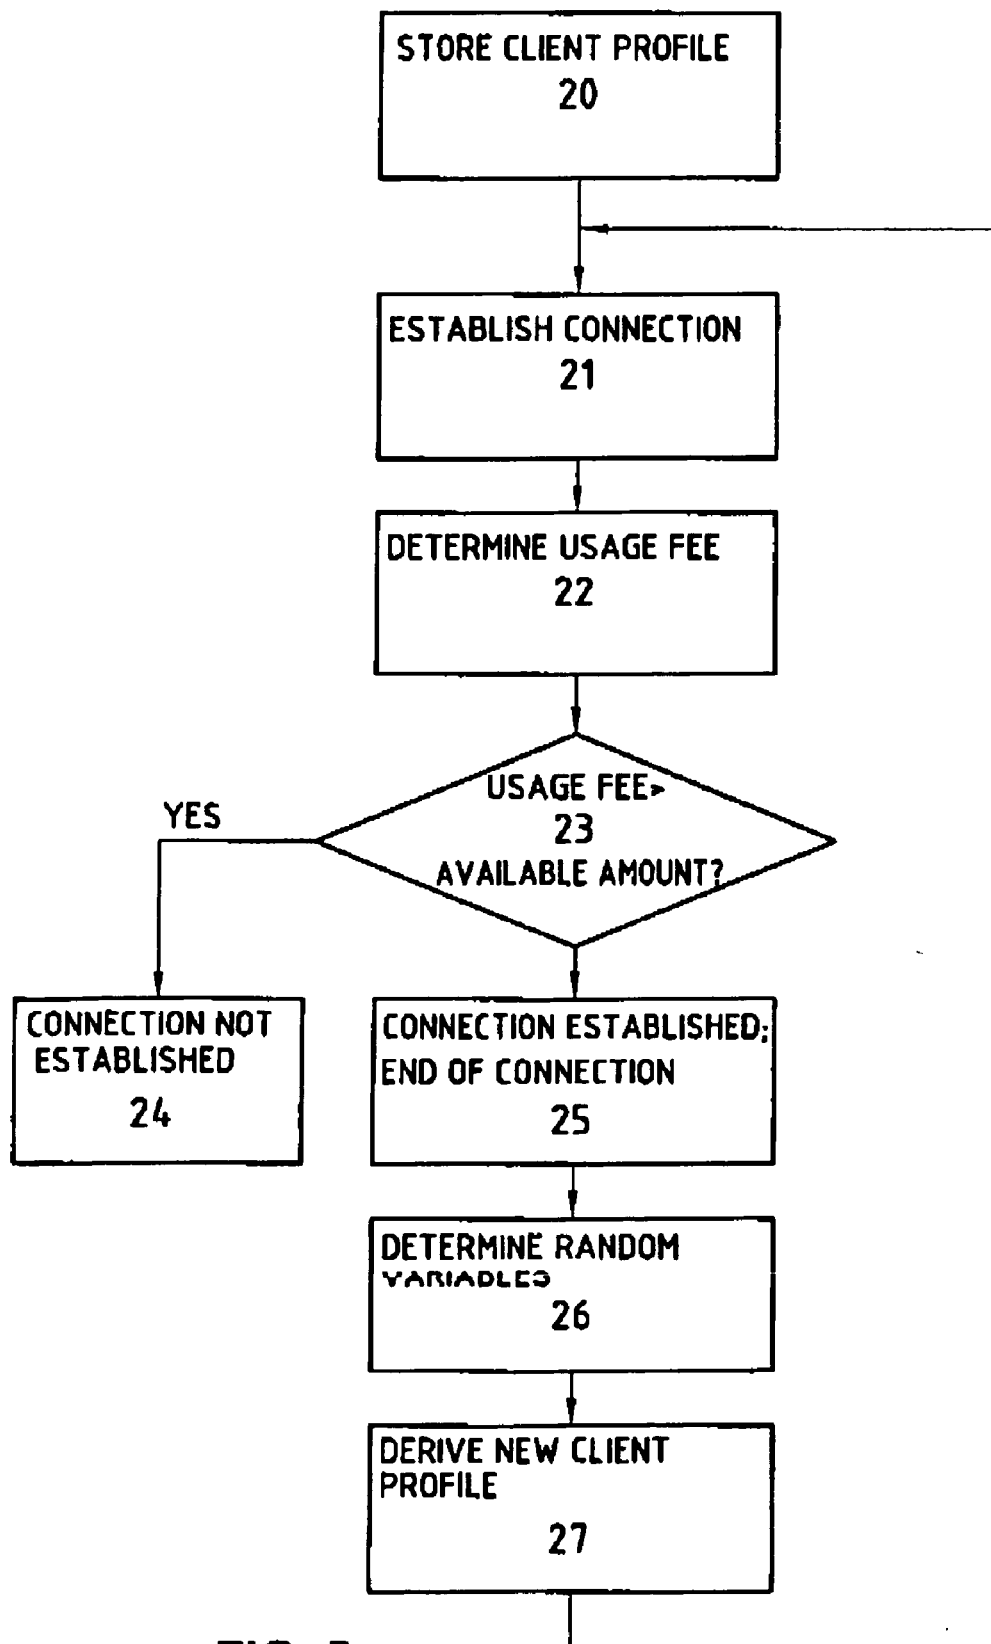 STORE CLIENT PROFILE
20
ESTABLISH CONNECTION
21
DETERMINE USAGE FEE
22
USAGE FEE>
23
AVAILABLE AMOUNT?
YES
CONNECTION NOT
ESTABLISHED
24
CONNECTION ESTABLISHED;
END OF CONNECTION
25
DETERMINE RANDOM
VARIABLES
26
DERIVE NEW CLIENT
PROFILE
27